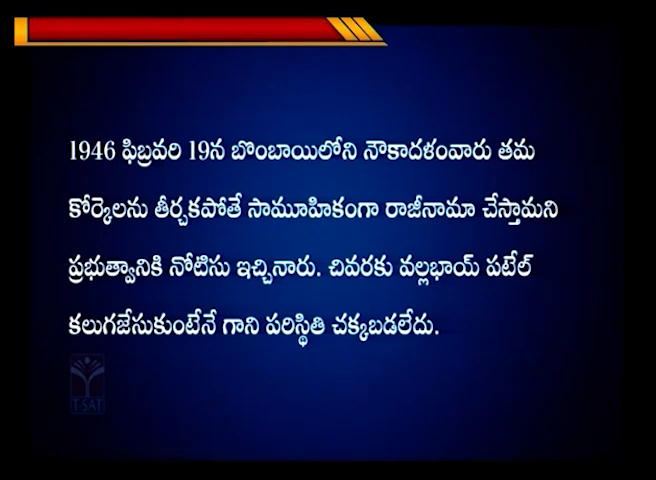 1946 ఫిబ్రవరి 19న బొంబాయిలోని నౌకాదళంవారు తమ
కోర్కెలను తీర్చకపోతే సామూహికంగా రాజీనామా చేస్తామని
ప్రభుత్వానికి నోటిసు ఇచ్చినారు. చివరకు వల్లభాయ్ పటేల్
కలుగజేసుకుంటేనే గాని పరిస్థితి చక్కబడలేదు.
T-SAT